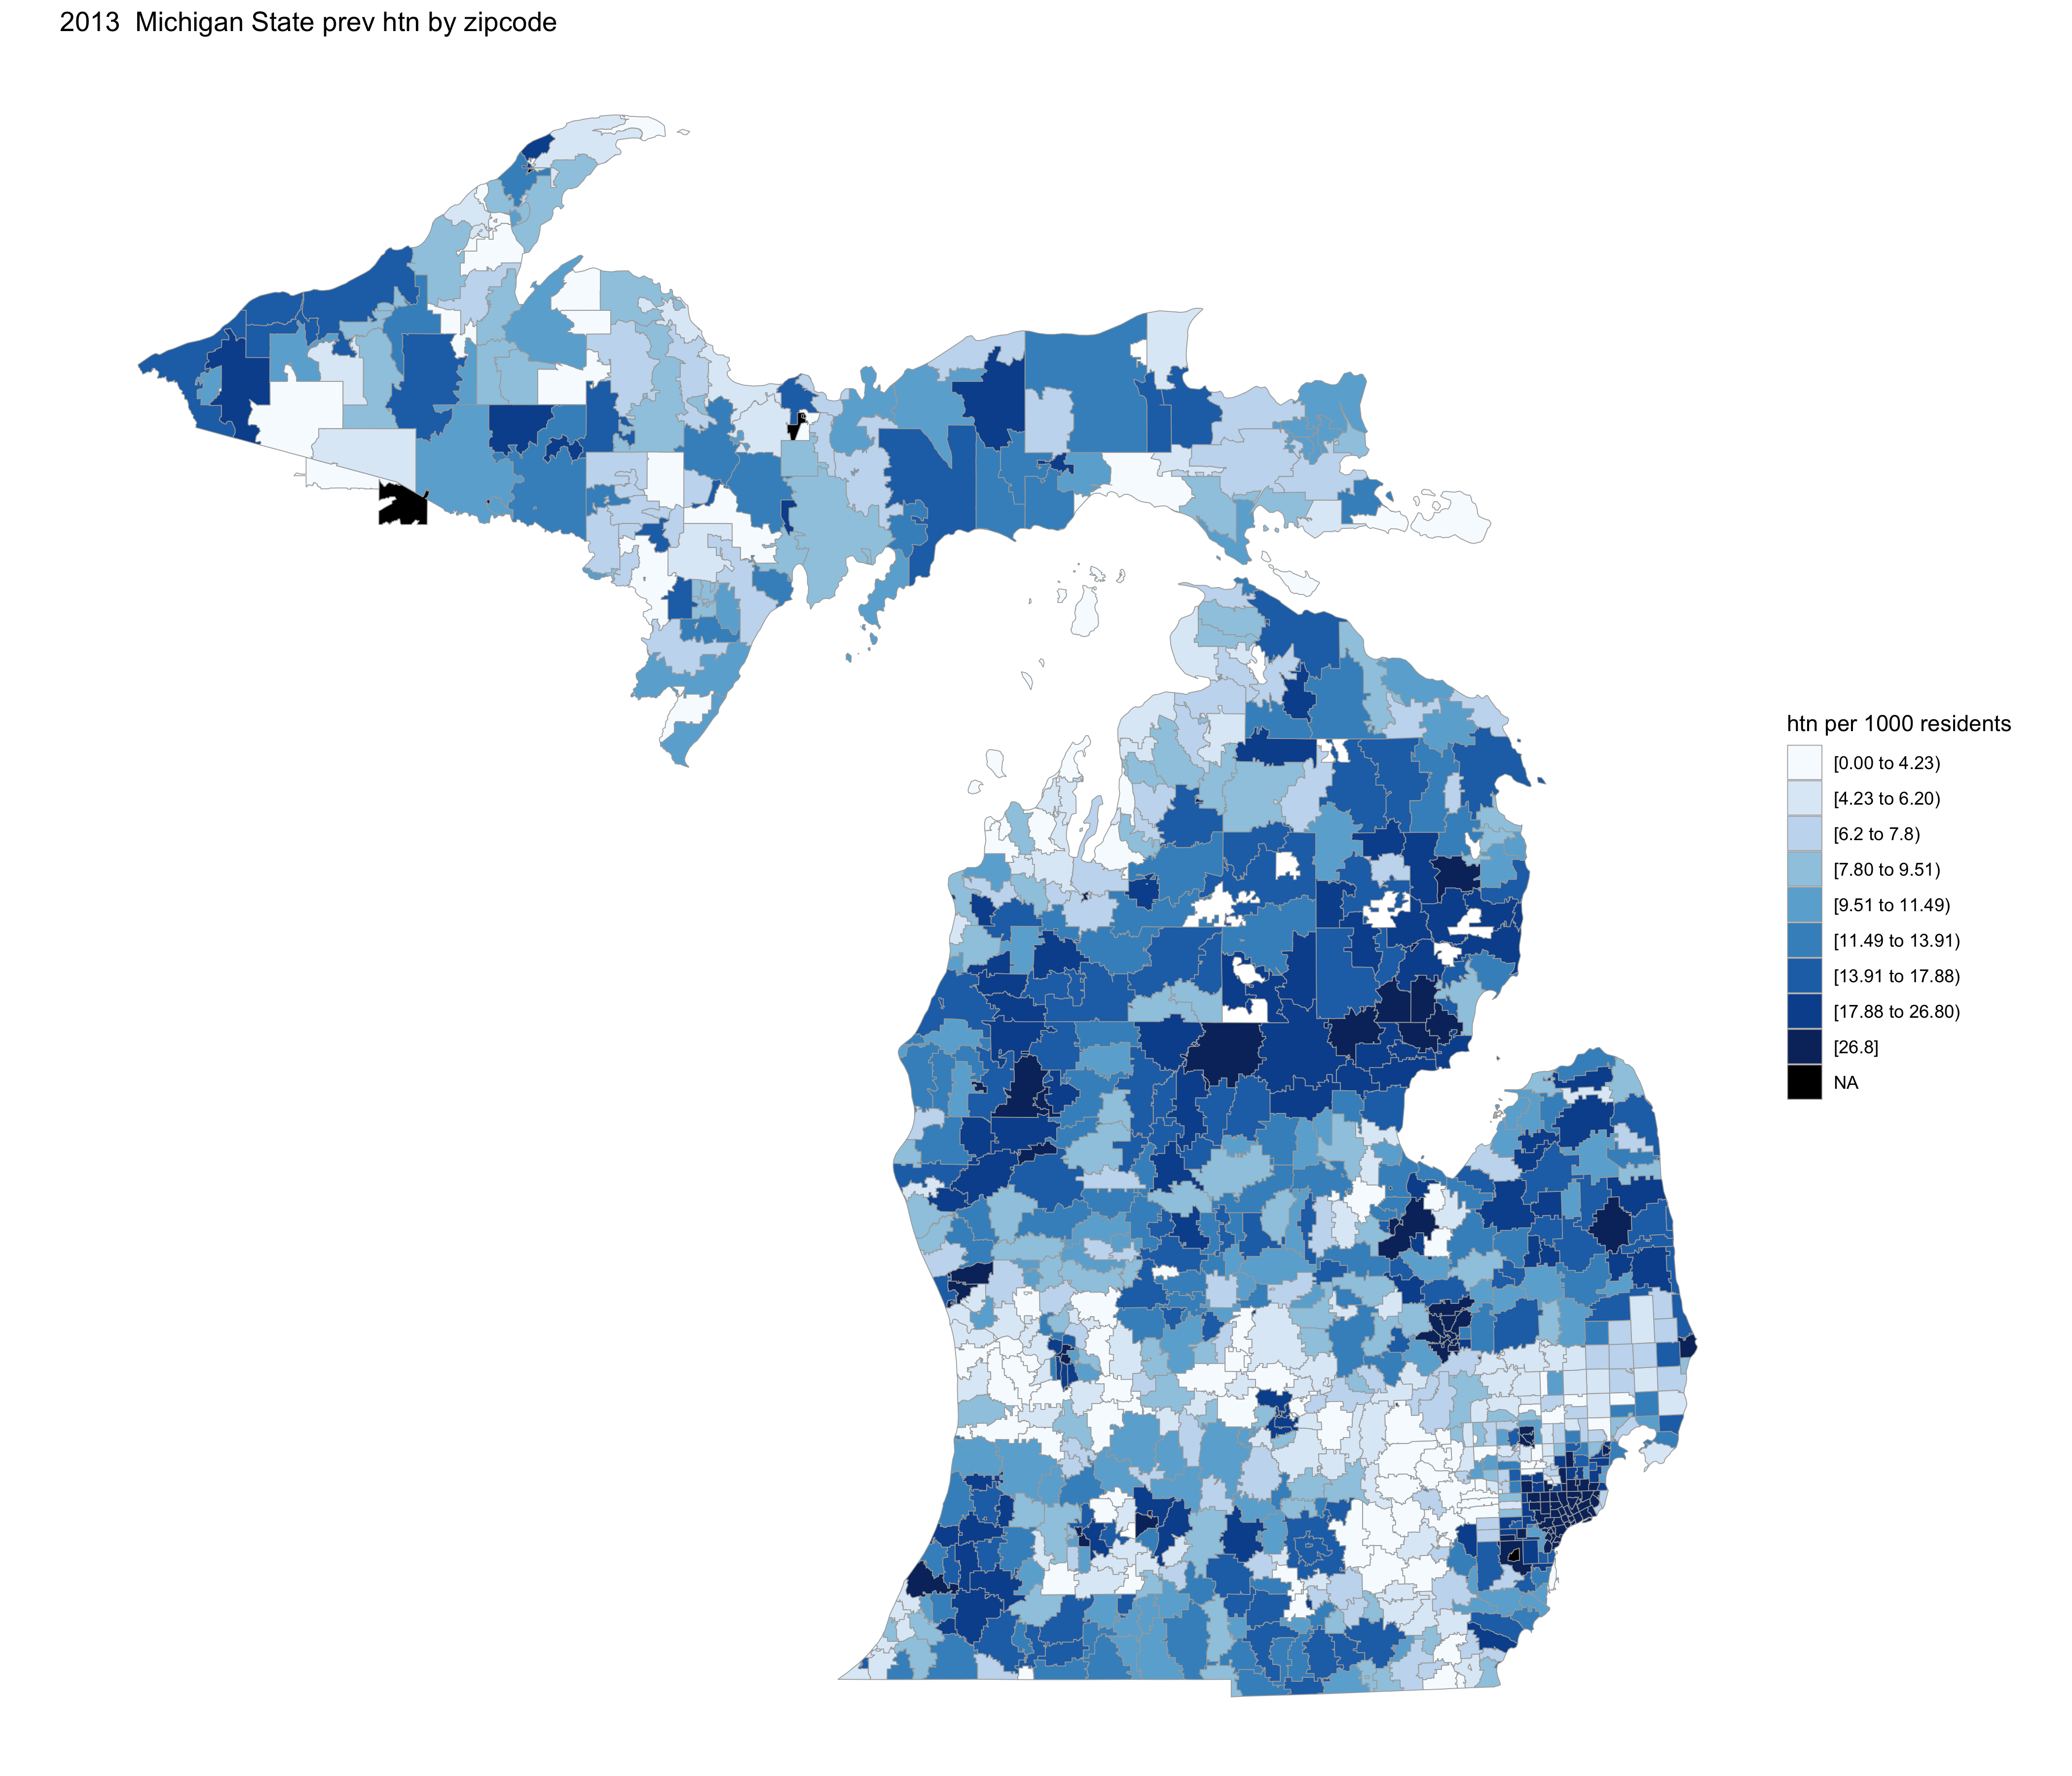 2013  Michigan State prev htn by zipcode
htn per 1000 residents
[0.00 to 4.23)
[4.23 to 6.20)
[6.2 to 7.8)
[7.80 to 9.51)
[9.51 to 11.49)
[11.49 to 13.91)
[13.91 to 17.88)
[17.88 to 26.80)
[26.8]
NA